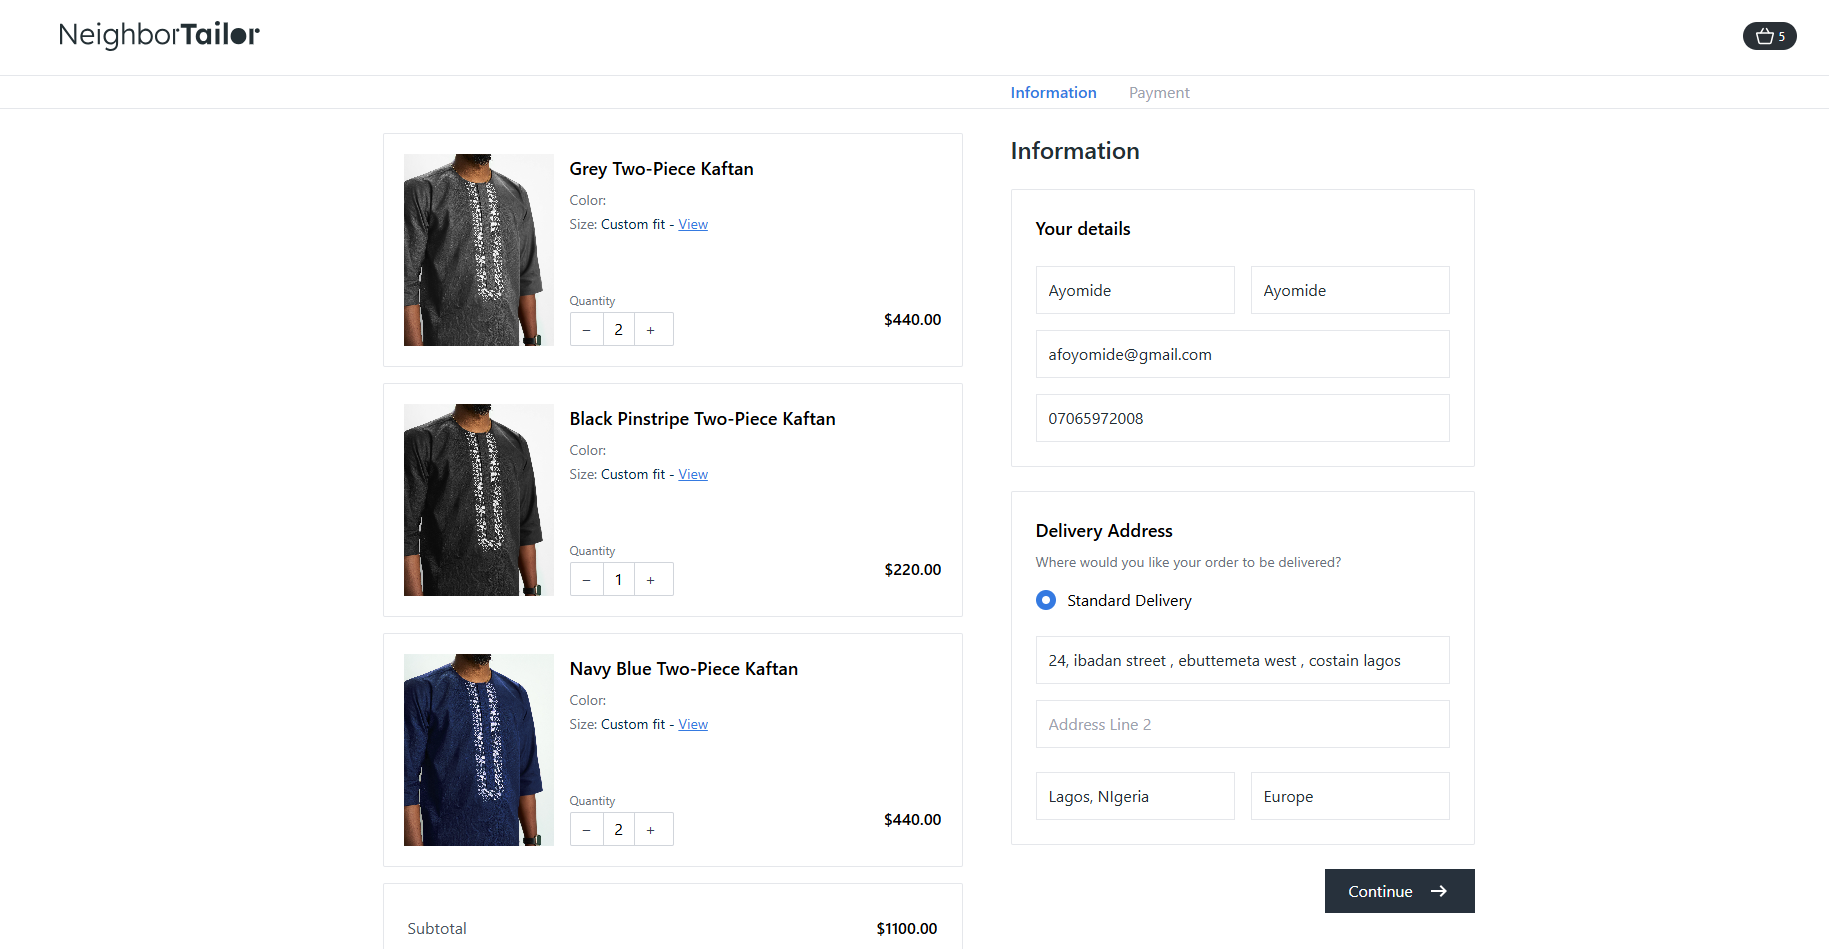 NeighborTailor
5
Information
Payment
Grey Two-Piece Kaftan
Color:
Size: Custom fit - View
Quantity
− 2 +
$440.00
Black Pinstripe Two-Piece Kaftan
Color:
Size: Custom fit - View
Quantity
− 1 +
$220.00
Navy Blue Two-Piece Kaftan
Color:
Size: Custom fit - View
Quantity
− 2 +
$440.00
Subtotal
$1100.00
Information
Your details
Ayomide
Ayomide
afoyomide@gmail.com
07065972008
Delivery Address
Where would you like your order to be delivered?
Standard Delivery
24, ibadan street , ebuttemeta west , costain lagos
Address Line 2
Lagos, NIgeria
Europe
Continue →